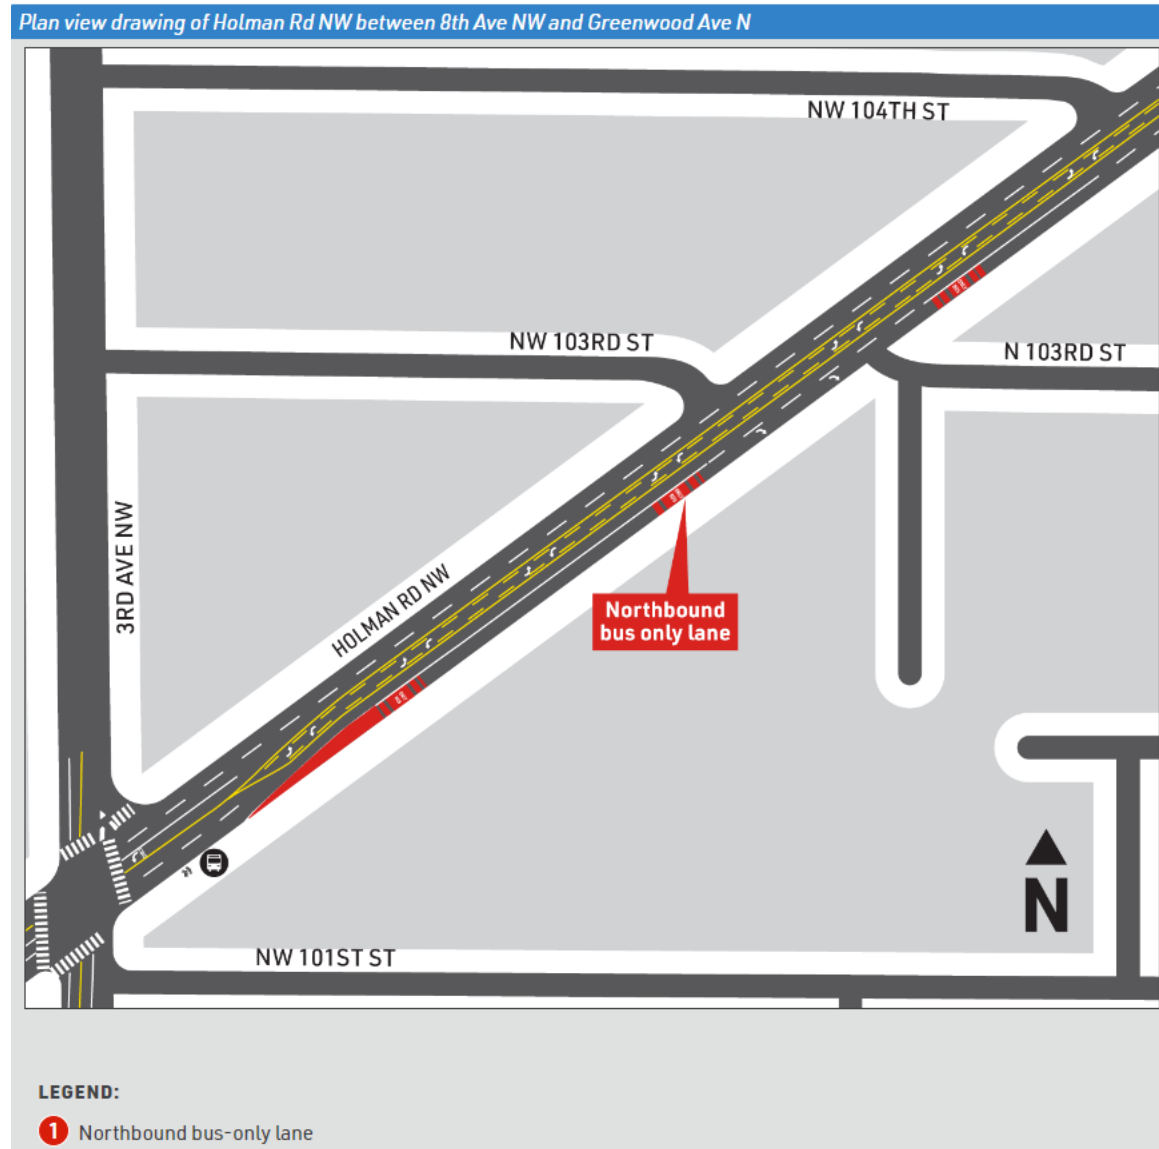 Plan view drawing of Holman Rd NW between 8th Ave NW and Greenwood Ave N
NW 104TH ST
NW 103RD ST
N 103RD ST
3RD AVE NW
HOLMAN RD NW
Northbound
bus only lane
N
NW 101ST ST
LEGEND:
1 Northbound bus-only lane